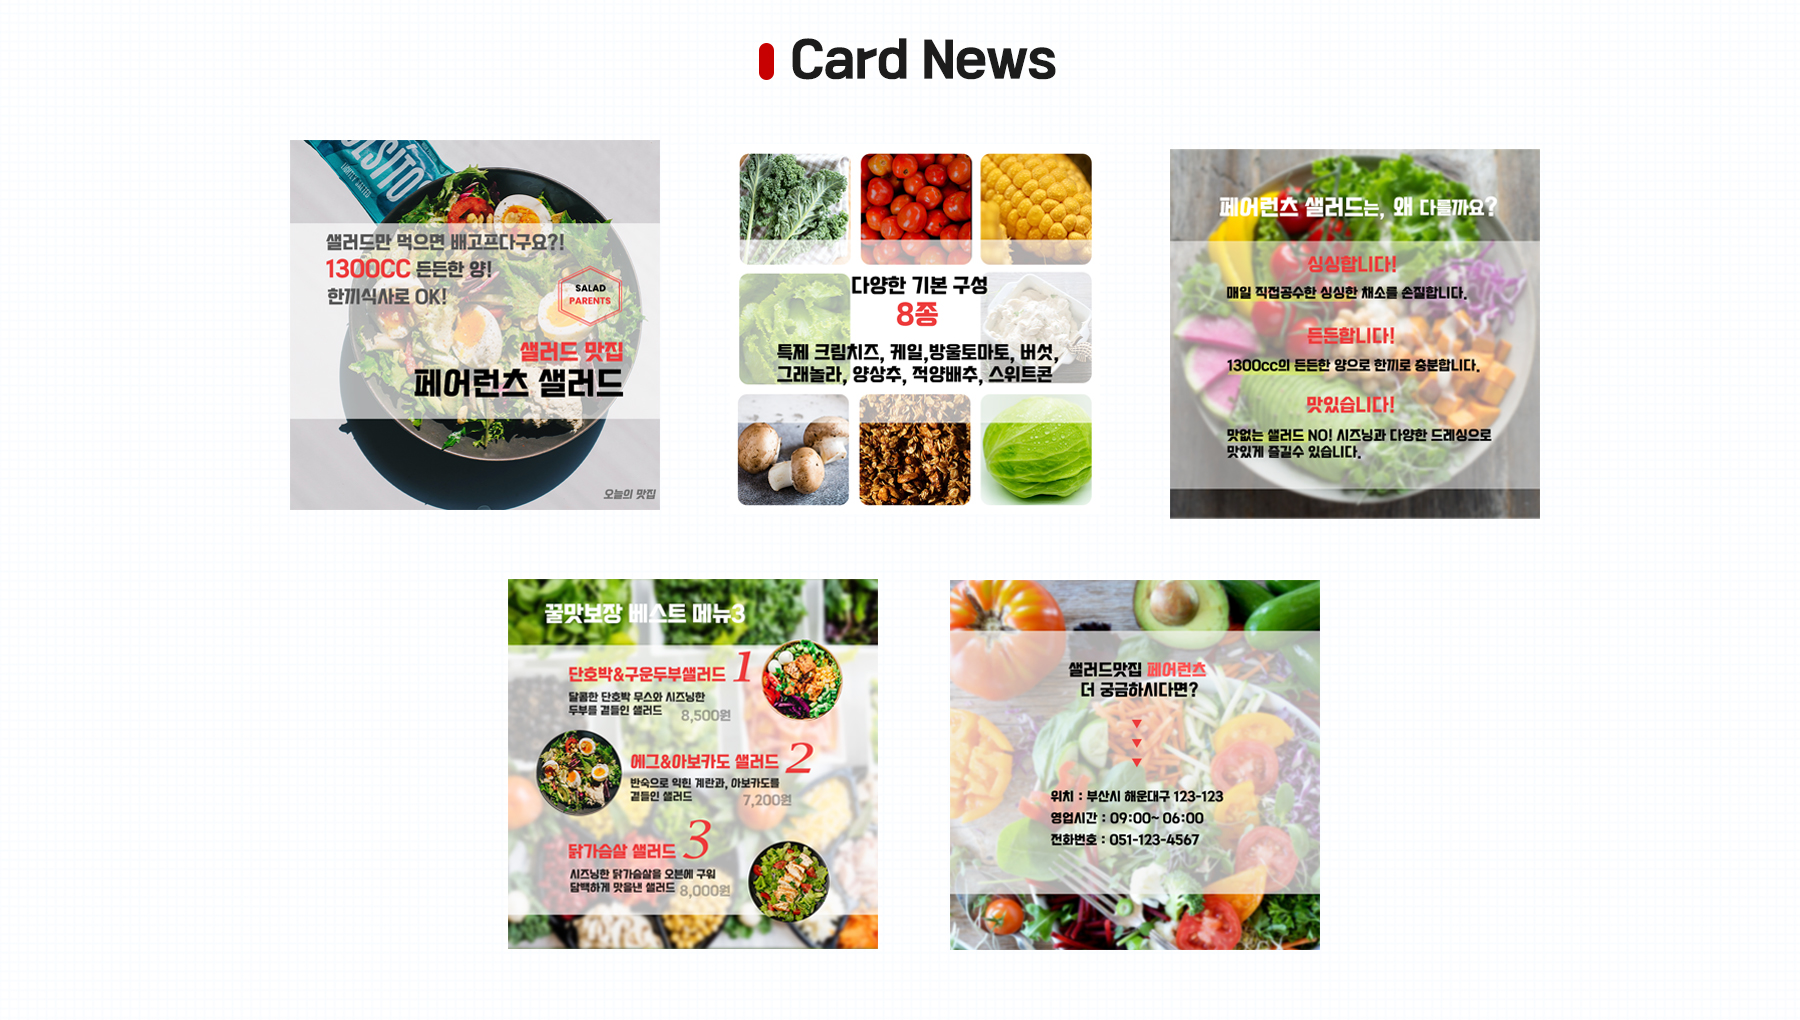 Card News
샐러드만 먹으면 배고프다구요?!
1300CC 든든한 양!
한끼식사로 OK!
SALAD
PARENTS
샐러드 맛집
페어런츠 샐러드
오늘의 맛집
다양한 기본 구성
8종
특제 크림치즈, 케일,방울토마토, 버섯,
그래놀라, 양상추, 적양배추, 스위트콘
페어런츠 샐러드는, 왜 다를까요?
싱싱합니다!
매일 직접공수한 싱싱한 채소를 손질합니다.
든든합니다!
1300cc의 든든한 양으로 한끼로 충분합니다.
맛있습니다!
맛없는 샐러드 NO! 시즈닝과 다양한 드레싱으로
맛있게 즐길수 있습니다.
꿀맛보장 베스트 메뉴3
단호박&구운두부샐러드 1
달콤한 단호박 무스와 시즈닝한
두부를 곁들인 샐러드 8,500원
에그&아보카도 샐러드 2
반숙으로 익힌 계란과, 아보카도를
곁들인 샐러드 7,200원
닭가슴살 샐러드 3
시즈닝한 닭가슴살을 오븐에 구워
담백하게 맛을낸 샐러드 8,000원
샐러드맛집 페어런츠
더 궁금하시다면?
위치 : 부산시 해운대구 123-123
영업시간 : 09:00~ 06:00
전화번호 : 051-123-4567